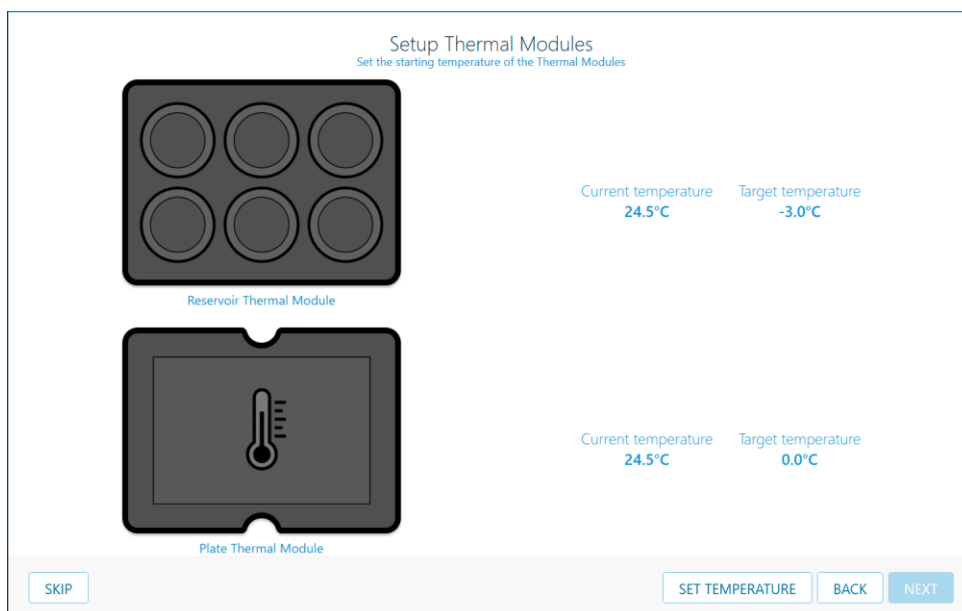 Setup Thermal Modules
Set the starting temperature of the Thermal Modules
Current temperature Target temperature
24.5°C -3.0°C
Reservoir Thermal Module
Current temperature Target temperature
24.5°C 0.0°C
Plate Thermal Module
SKIP SET TEMPERATURE BACK NEXT